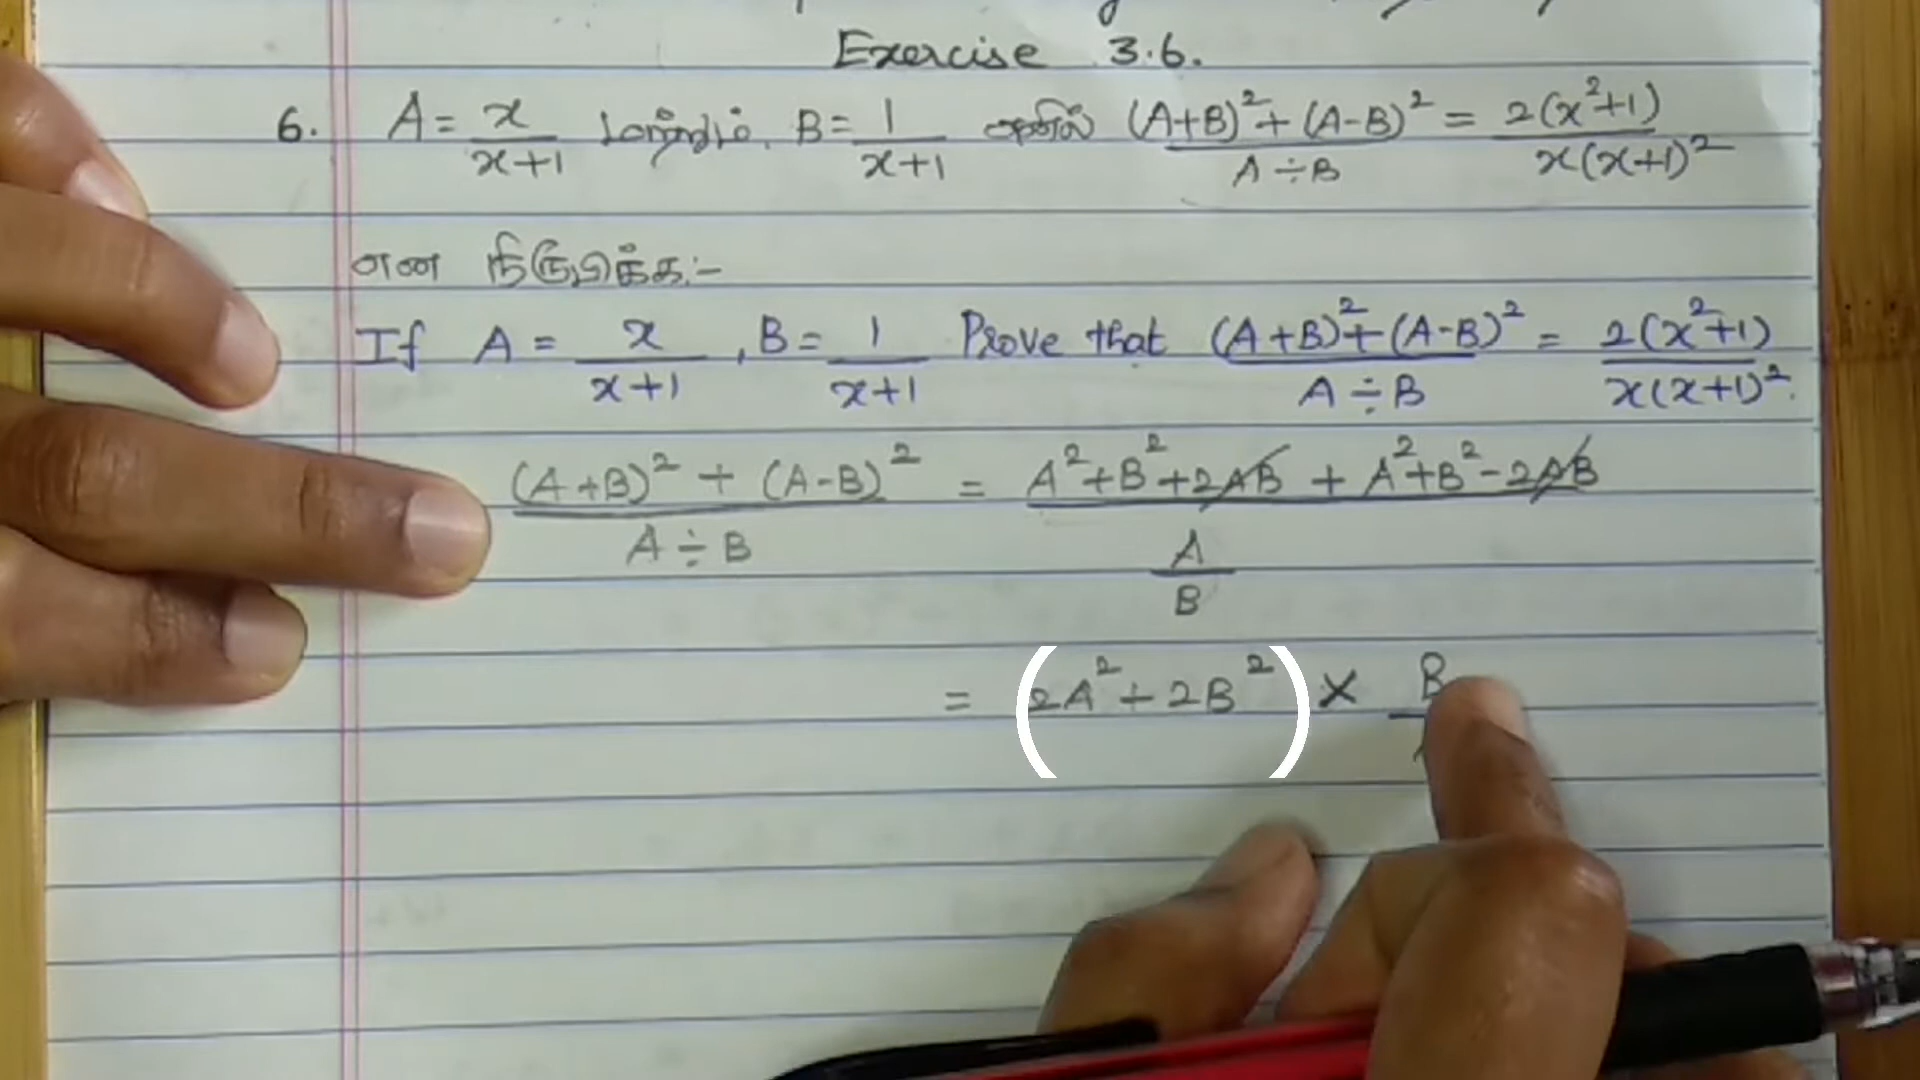 Exercise 3.6.
6. A = x/(x+1) மற்றும் B = 1/(x+1) எனில் ((A+B)² + (A-B)²)/(A÷B) = 2(x²+1)/(x(x+1)²)
என நிரூபிக்க:-
If A = x/(x+1), B = 1/(x+1) Prove that ((A+B)² + (A-B)²)/(A÷B) = 2(x²+1)/(x(x+1)²).
((A+B)² + (A-B)²)/(A÷B) = (A²+B²+2AB + A²+B²-2AB)/(A/B)
= (2A² + 2B²) × B